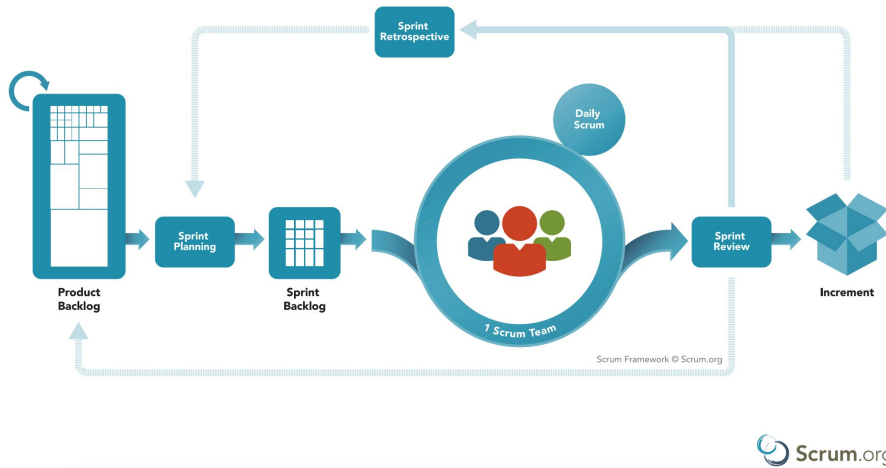 Sprint
Retrospective
Daily
Scrum
Sprint
Planning
Sprint
Review
Product
Backlog
Sprint
Backlog
1 Scrum Team
Increment
Scrum Framework © Scrum.org
Scrum.org